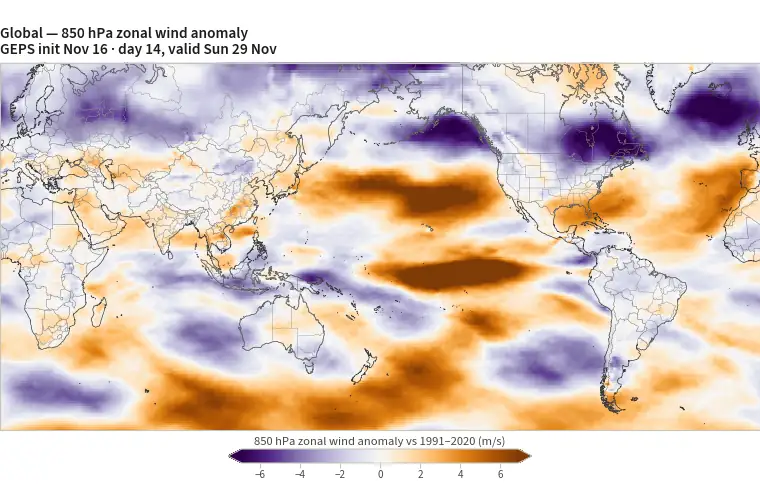 Global — 850 hPa zonal wind anomaly
GEPS init Nov 16 · day 14, valid Sun 29 Nov
850 hPa zonal wind anomaly vs 1991–2020 (m/s)
−6 −4 −2 0 2 4 6